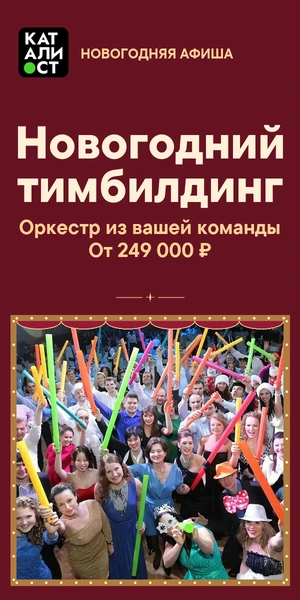 КАТ
АЛИ
ОСТ
НОВОГОДНЯЯ АФИША
Новогодний
тимбилдинг
Оркестр из вашей команды
От 249 000 ₽